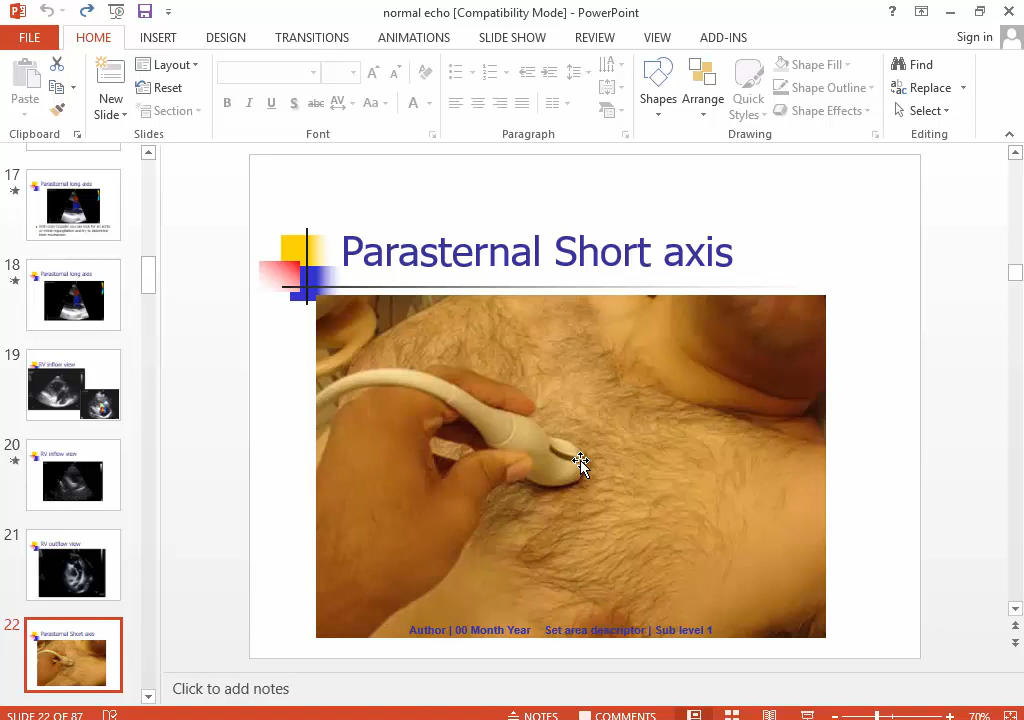 normal echo [Compatibility Mode] - PowerPoint
FILE HOME INSERT DESIGN TRANSITIONS ANIMATIONS SLIDE SHOW REVIEW VIEW ADD-INS Sign in
Paste
New Slide
Layout
Reset
Section
B I U S abc AV Aa A
Shapes Arrange Quick Styles
Shape Fill
Shape Outline
Shape Effects
Find
Replace
Select
Clipboard Slides Font Paragraph Drawing Editing
17
Parasternal long axis
18
Parasternal long axis
19
RV inflow view
20
RV inflow view
21
RV outflow view
22
Parasternal Short axis
Parasternal Short axis
Author | 00 Month Year Set area descriptor | Sub level 1
Click to add notes
SLIDE 22 OF 87 NOTES COMMENTS 70%